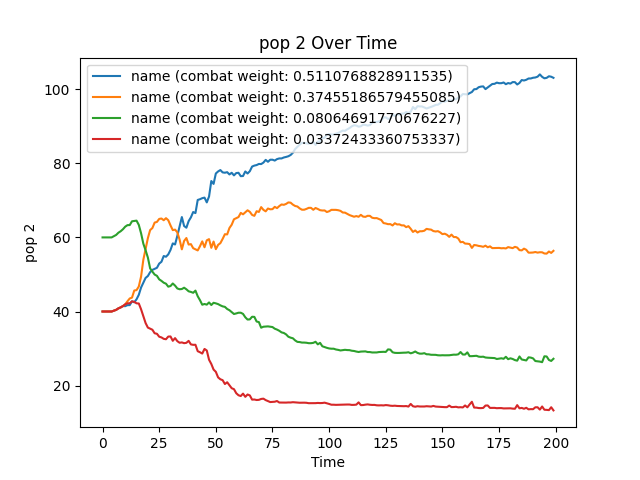 pop 2 Over Time
name (combat weight: 0.5110768828911535)
name (combat weight: 0.37455186579455085)
name (combat weight: 0.08064691770676227)
name (combat weight: 0.03372433360753337)
100
80
60
40
20
pop 2
0
25
50
75
100
125
150
175
200
Time